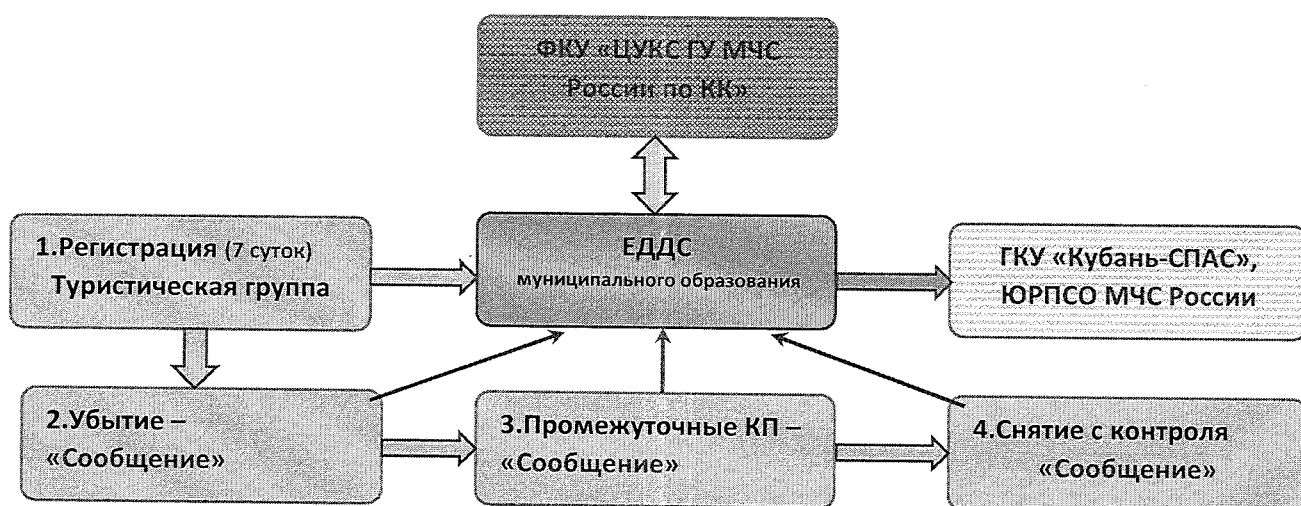 ФКУ «ЦУКС ГУ МЧС
России по КК»
1.Регистрация (7 суток)
Туристическая группа
ЕДДС
муниципального образования
ГКУ «Кубань-СПАС»,
ЮРПСО МЧС России
2.Убытие –
«Сообщение»
3.Промежуточные КП –
«Сообщение»
4.Снятие с контроля
«Сообщение»